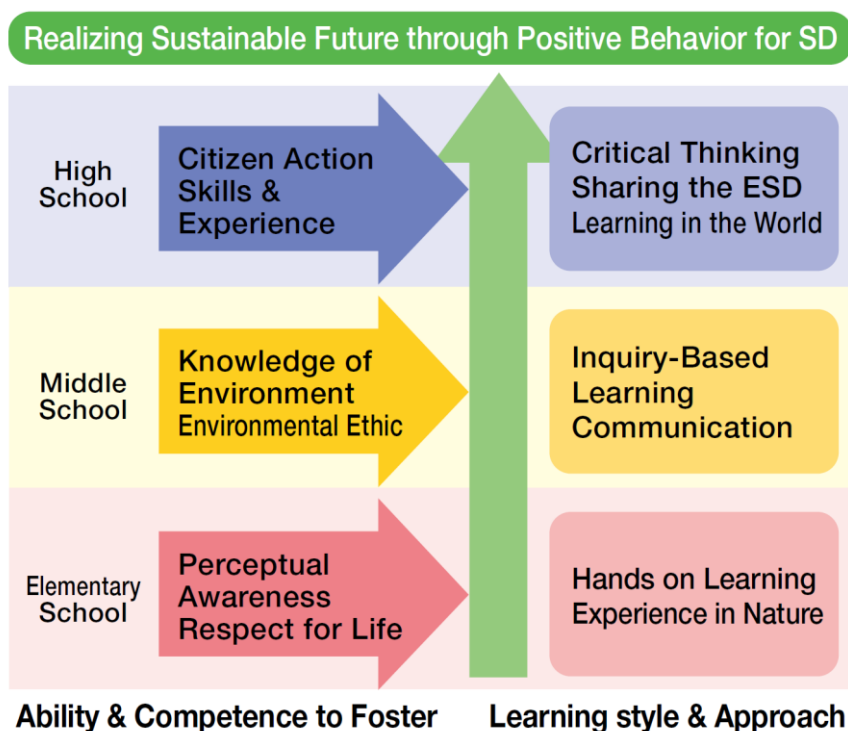 Realizing Sustainable Future through Positive Behavior for SD
High
School
Citizen Action
Skills &
Experience
Critical Thinking
Sharing the ESD
Learning in the World
Middle
School
Knowledge of
Environment
Environmental Ethic
Inquiry-Based
Learning
Communication
Elementary
School
Perceptual
Awareness
Respect for Life
Hands on Learning
Experience in Nature
Ability & Competence to Foster
Learning style & Approach